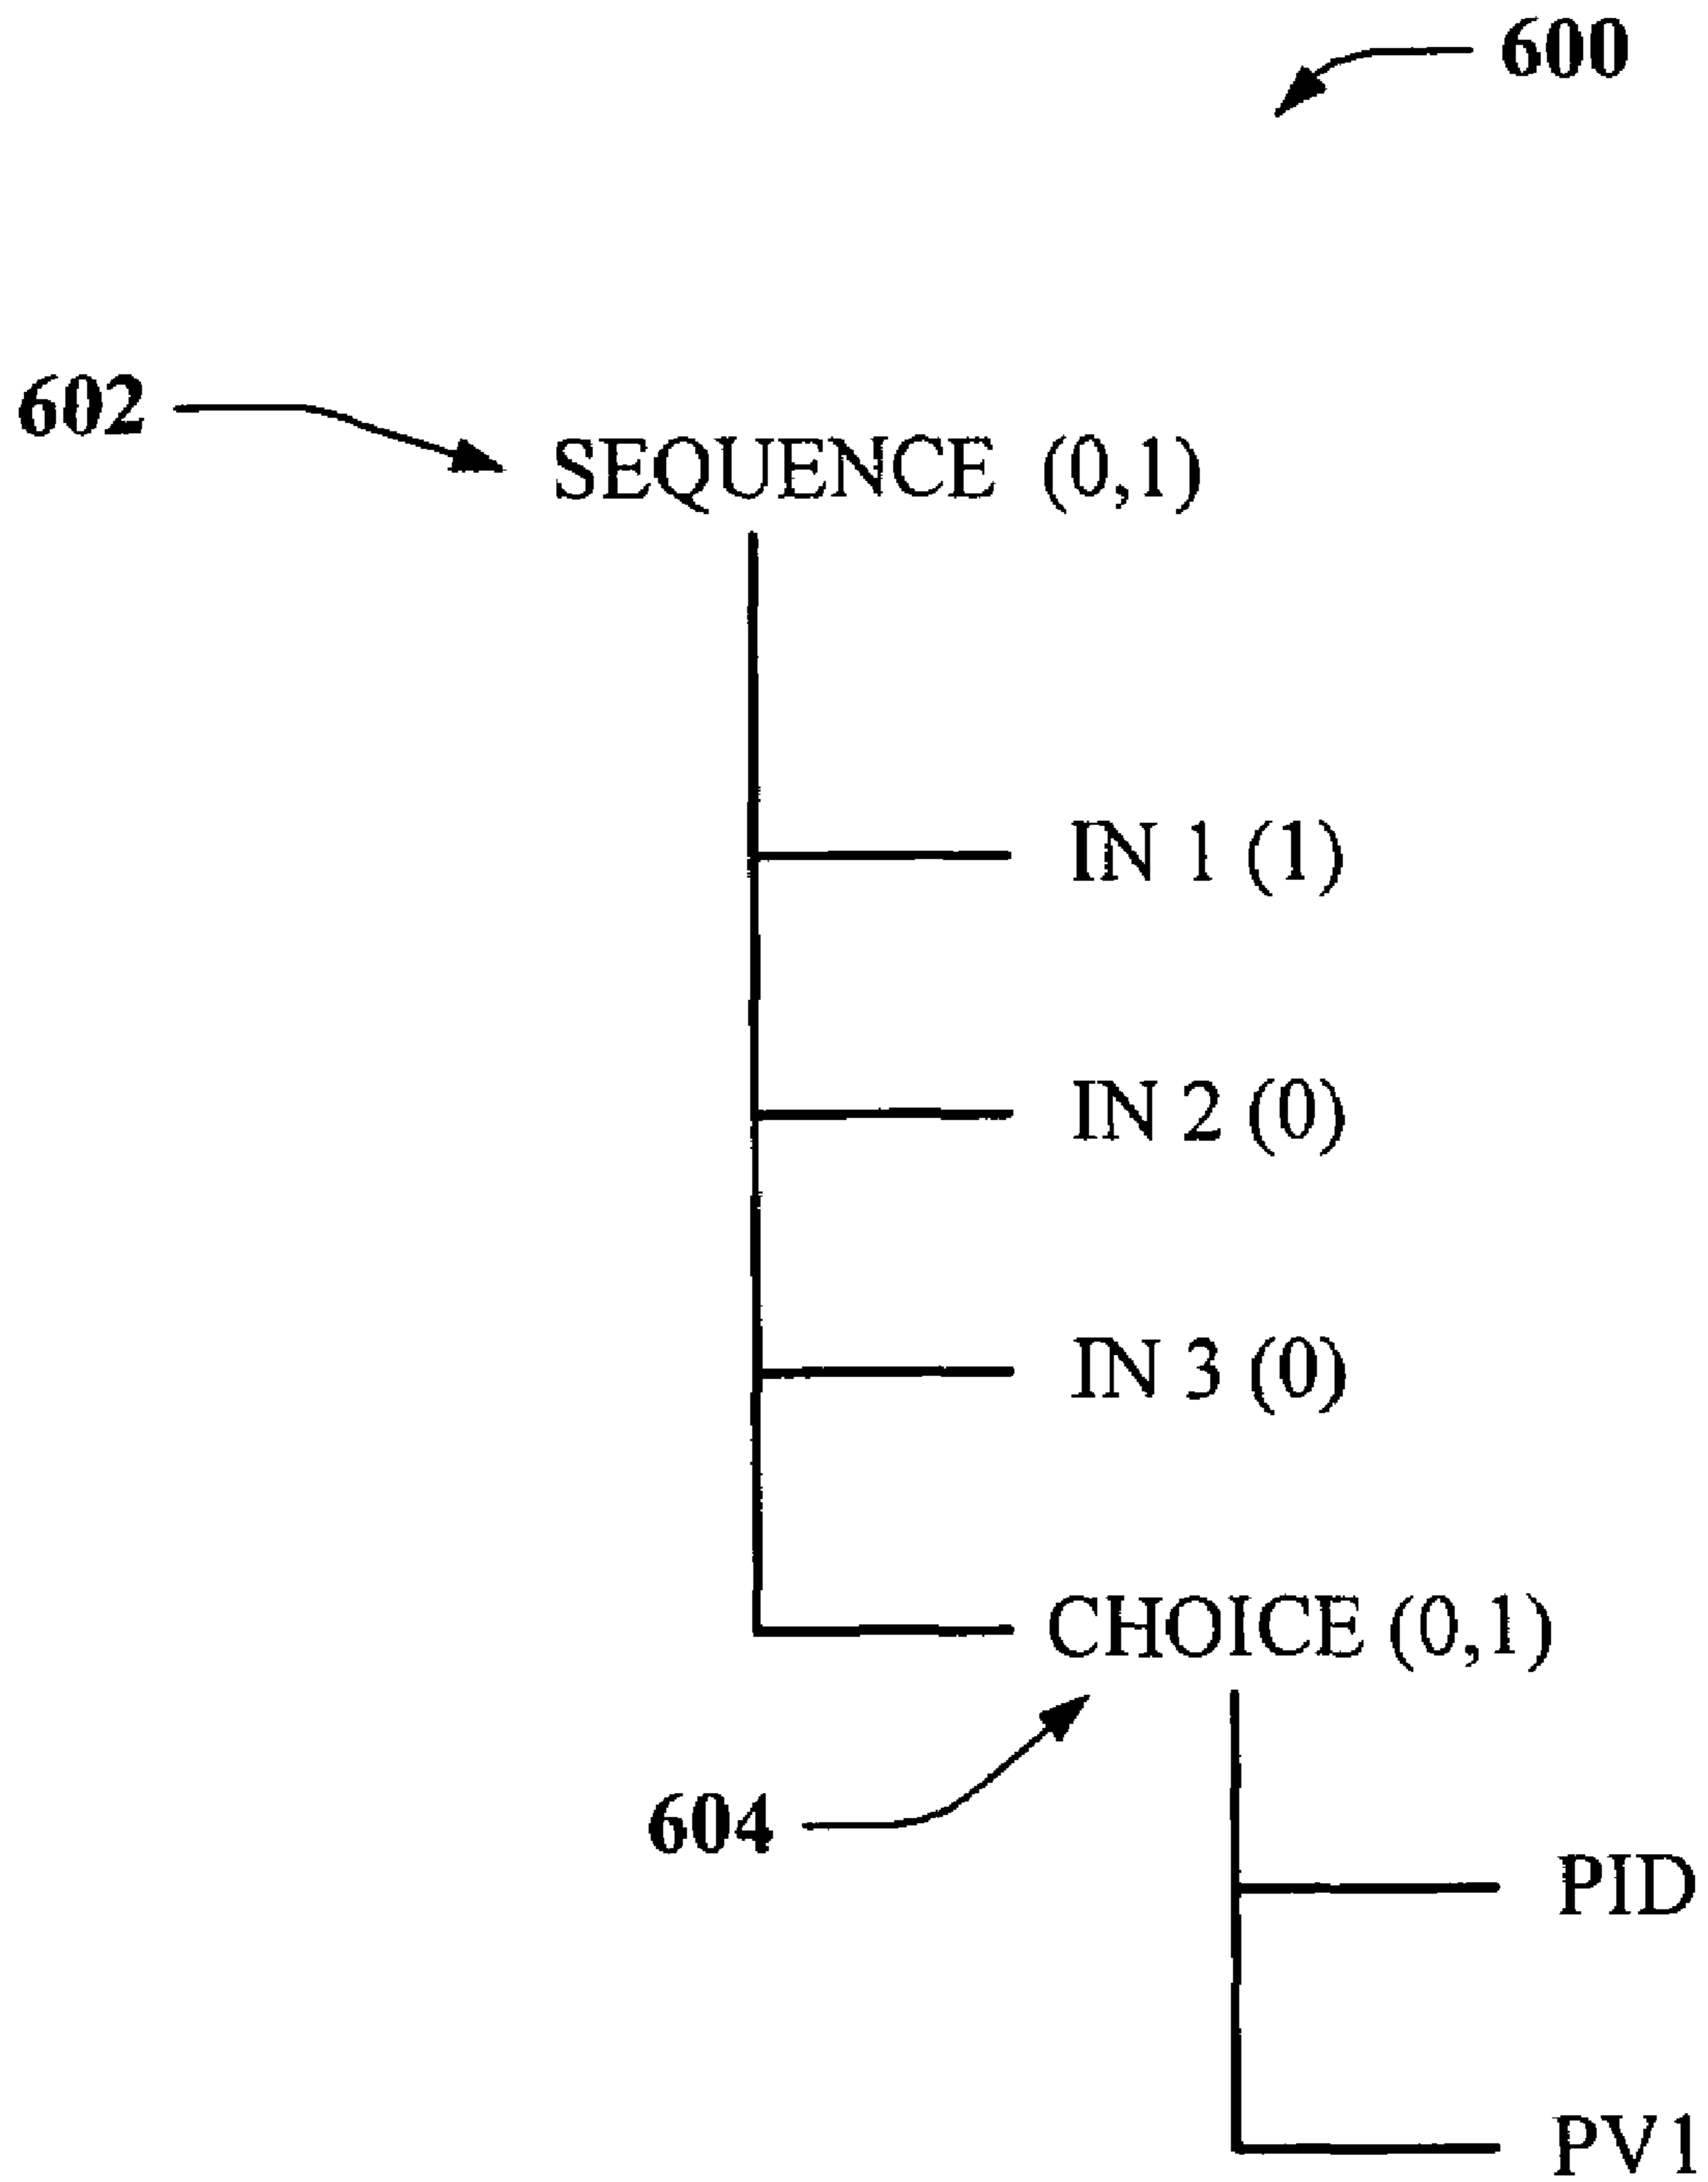 600
602
SEQUENCE (0,1)
IN 1 (1)
IN 2 (0)
IN 3 (0)
CHOICE (0,1)
604
PID
PV1